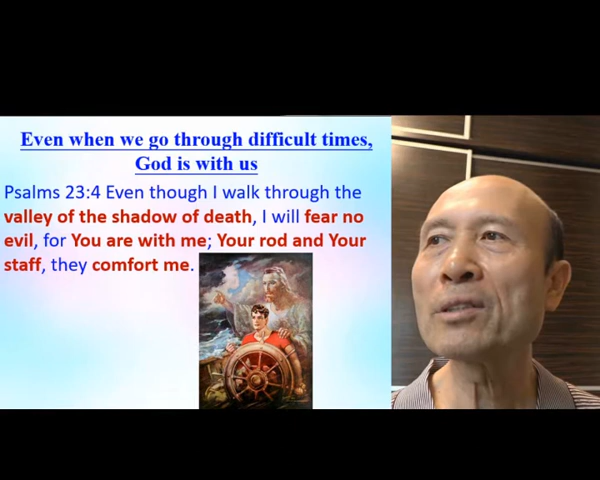 Even when we go through difficult times,
God is with us
Psalms 23:4 Even though I walk through the
valley of the shadow of death, I will fear no
evil, for You are with me; Your rod and Your
staff, they comfort me.